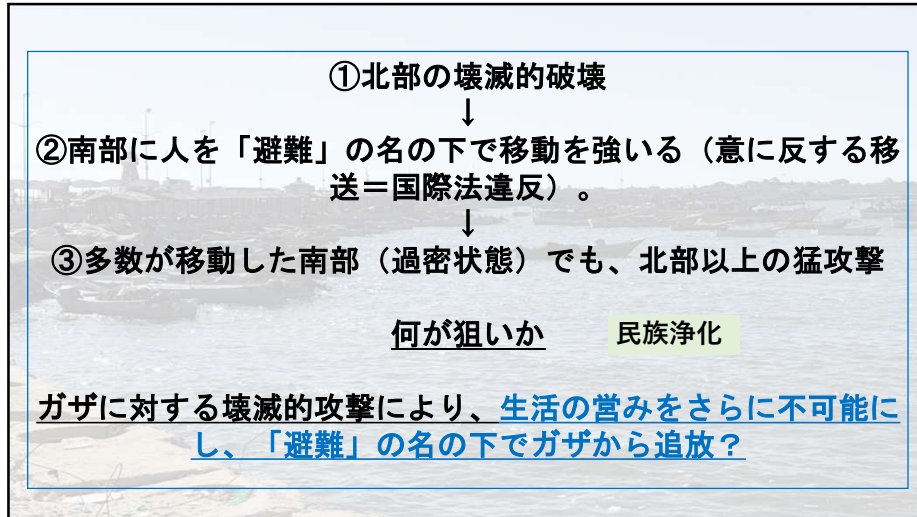 ①北部の壊滅的破壊
↓
②南部に人を「避難」の名の下で移動を強いる（意に反する移
送＝国際法違反）。
↓
③多数が移動した南部（過密状態）でも、北部以上の猛攻撃
何が狙いか 民族浄化
ガザに対する壊滅的攻撃により、生活の営みをさらに不可能に
し、「避難」の名の下でガザから追放？